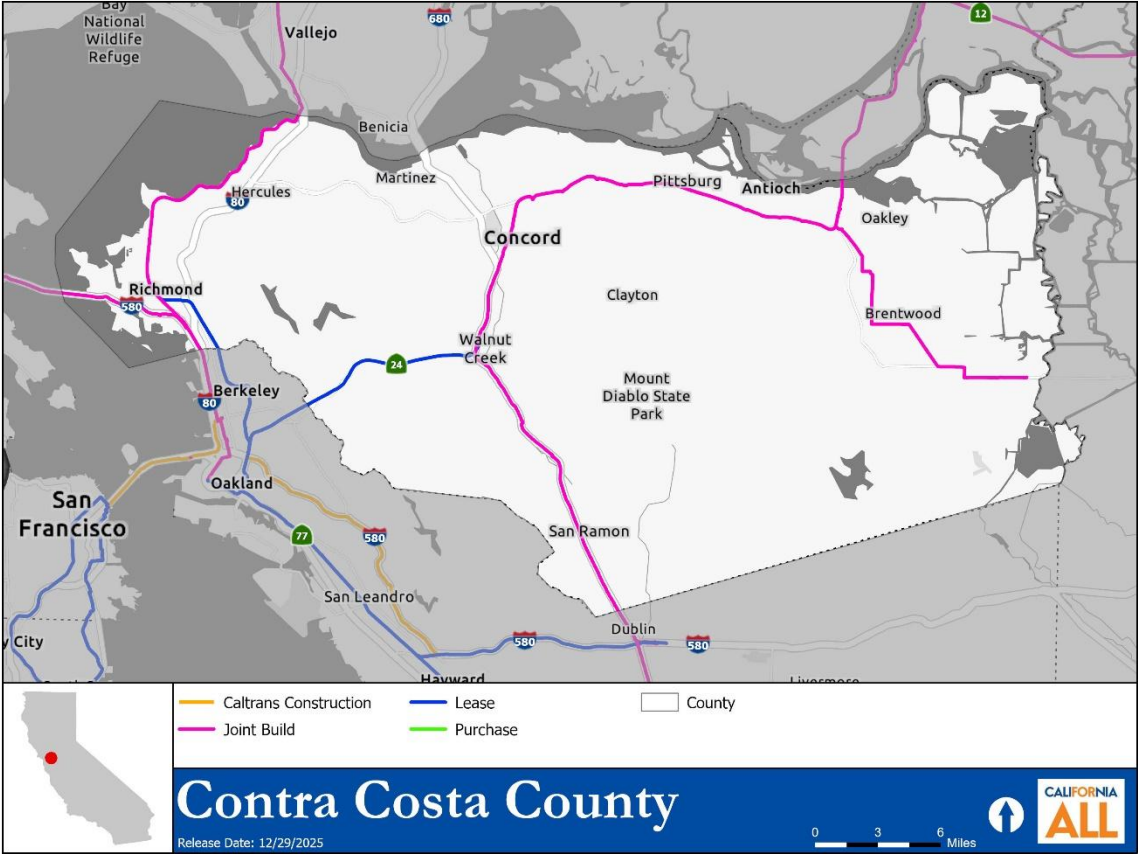 Bay
National
Wildlife
Refuge
Vallejo
680
12
Benicia
Martinez
Hercules
80
Pittsburg
Antioch
Oakley
Concord
Richmond
580
Clayton
Brentwood
Walnut
Creek
24
Mount
Diablo State
Park
Berkeley
80
Oakland
San
Francisco
77
580
San Ramon
San Leandro
Dublin
580
580
y City
Hayward
Livermore
Caltrans Construction
Lease
County
Joint Build
Purchase
Contra Costa County
Release Date: 12/29/2025
0 3 6
Miles
CALIFORNIA
ALL